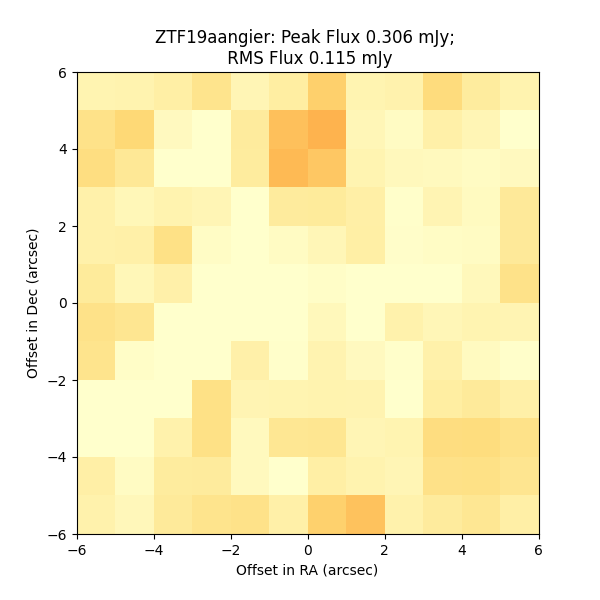 ZTF19aangier: Peak Flux 0.306 mJy;
RMS Flux 0.115 mJy
6
4
2
0
−2
−4
−6
Offset in Dec (arcsec)
−6 −4 −2 0 2 4 6
Offset in RA (arcsec)